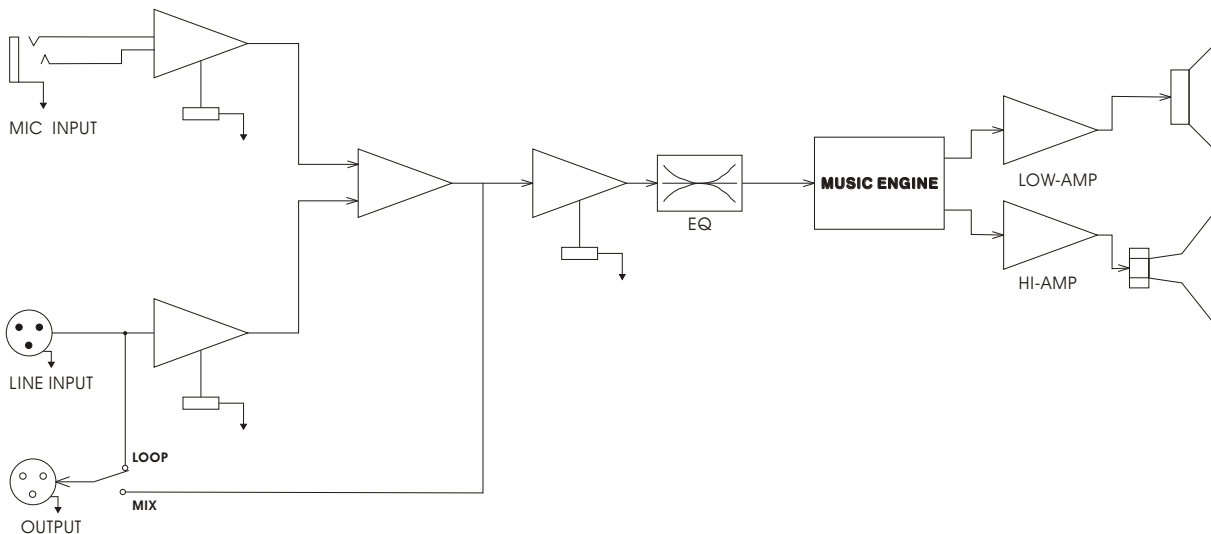 MIC INPUT
LOW-AMP
MUSIC ENGINE
EQ
HI-AMP
LINE INPUT
LOOP
MIX
OUTPUT